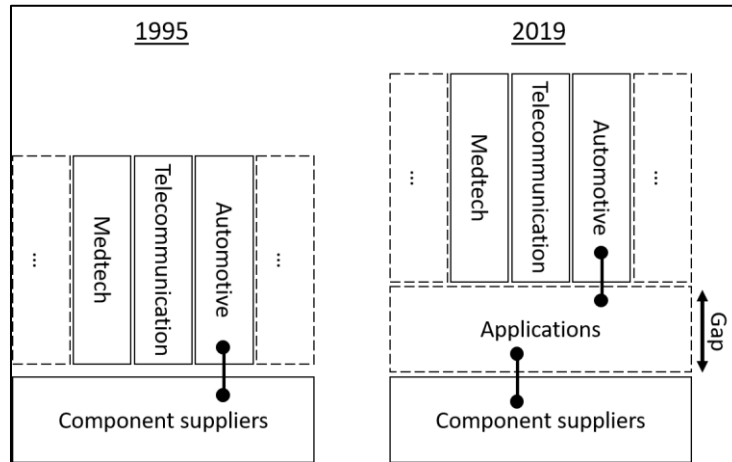 1995
...
Medtech
Telecommunication
Automotive
...
Component suppliers
2019
...
Medtech
Telecommunication
Automotive
...
Applications
Gap
Component suppliers